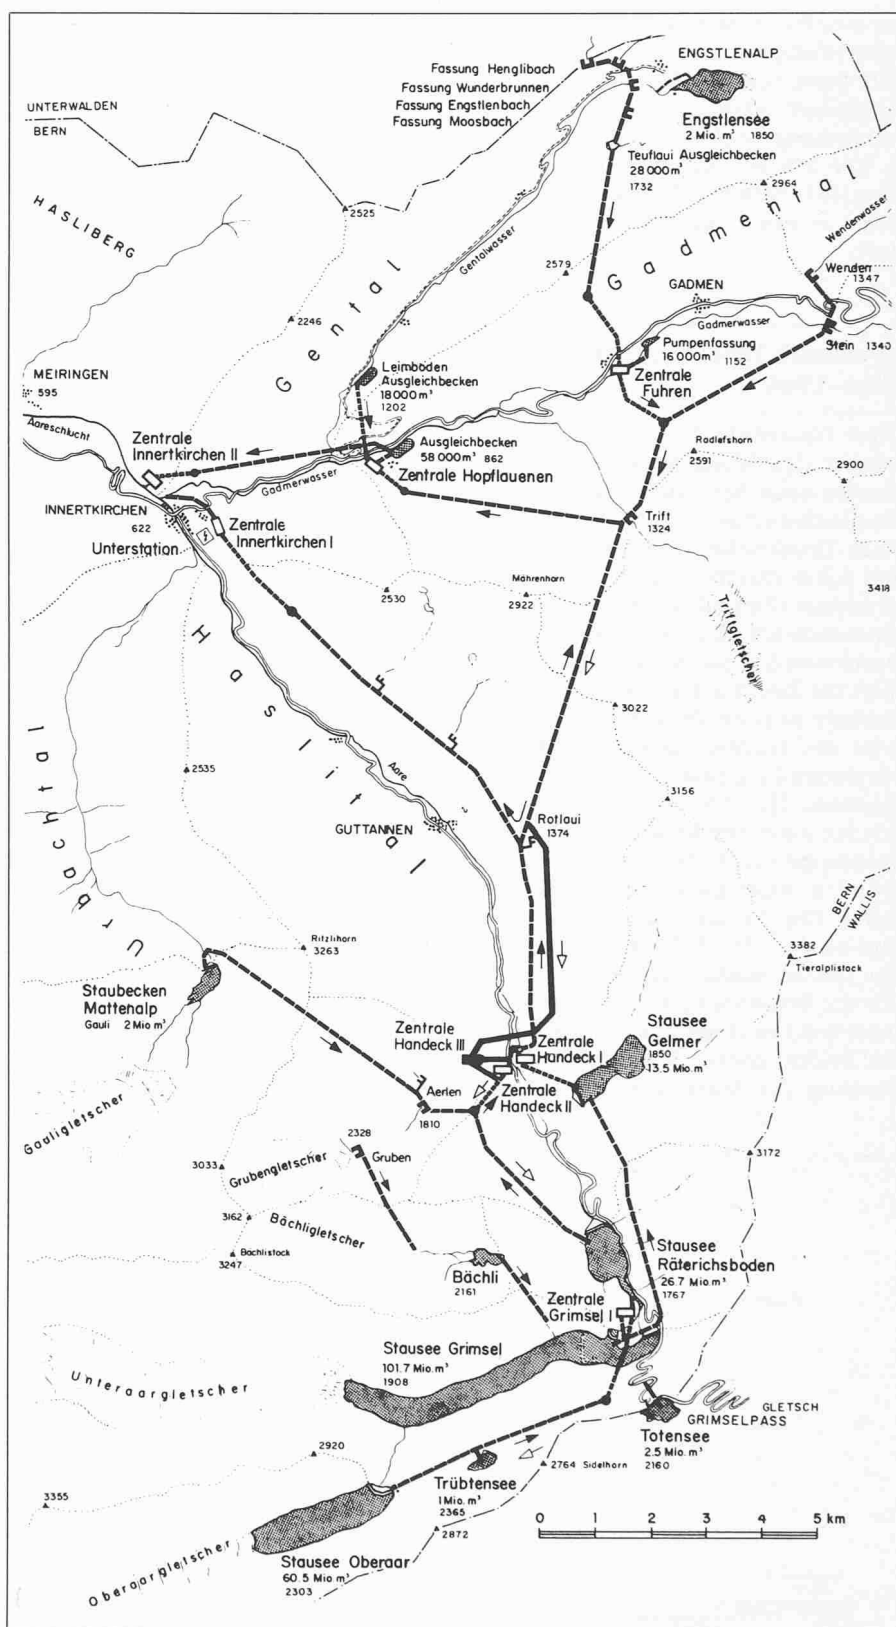 ENGSTLENALP
Fassung Henglibach
Fassung Wunderbrunnen
Fassung Engstlenbach
Fassung Moosbach
UNTERWALDEN
BERN
Engstlensee
2 Mio. m³ 1850
Teuflaui Ausgleichbecken
28 000 m³
1732
2964
HASLIBERG
2525
Gental
Gentalwasser
Gadmental
Wendenwasser
2579
GADMEN
Wenden
1347
2246
Gadmerwasser
Pumpenfassung
16 000 m³ 1152
Stein 1340
MEIRINGEN
595
Leimboden
Ausgleichbecken
18 000 m³
1202
Zentrale
Fuhren
Aareschlucht
Zentrale
Innertkirchen II
Ausgleichbecken
58 000 m³ 862
Radlefshorn
2591
2900
Gadmerwasser
Zentrale Hopflauenen
INNERTKIRCHEN
622
Zentrale
Innertkirchen I
Trift
1324
Unterstation
2530
Mährenhorn
2922
3418
Triftgletscher
Haslital
3022
Urbachtal
2535
Aare
3156
GUTTANNEN
Rotlaui
1374
BERN
WALLIS
Ritzlihorn
3263
3382
Tieralplistock
Staubecken
Mattenalp
Gauli 2 Mio m³
Zentrale
Handeck III
Zentrale
Handeck I
Stausee
Gelmer
1850
13.5 Mio. m³
Zentrale
Handeck II
Aerlen
1810
Gauligletscher
2328
Gruben
3033
Grubengletscher
3172
3162
Bächligletscher
Bächlistock
3247
Bächli
2161
Stausee
Räterichsboden
26.7 Mio. m³
1767
Zentrale
Grimsel I
Stausee Grimsel
101.7 Mio. m³
1908
Unteraargletscher
GLETSCH
GRIMSELPASS
Totensee
2.5 Mio. m³
2160
2920
2764 Sidelhorn
Trübtensee
1 Mio. m³
2365
2872
3355
Oberaargletscher
Stausee Oberaar
60.5 Mio m³
2303
0 1 2 3 4 5 km